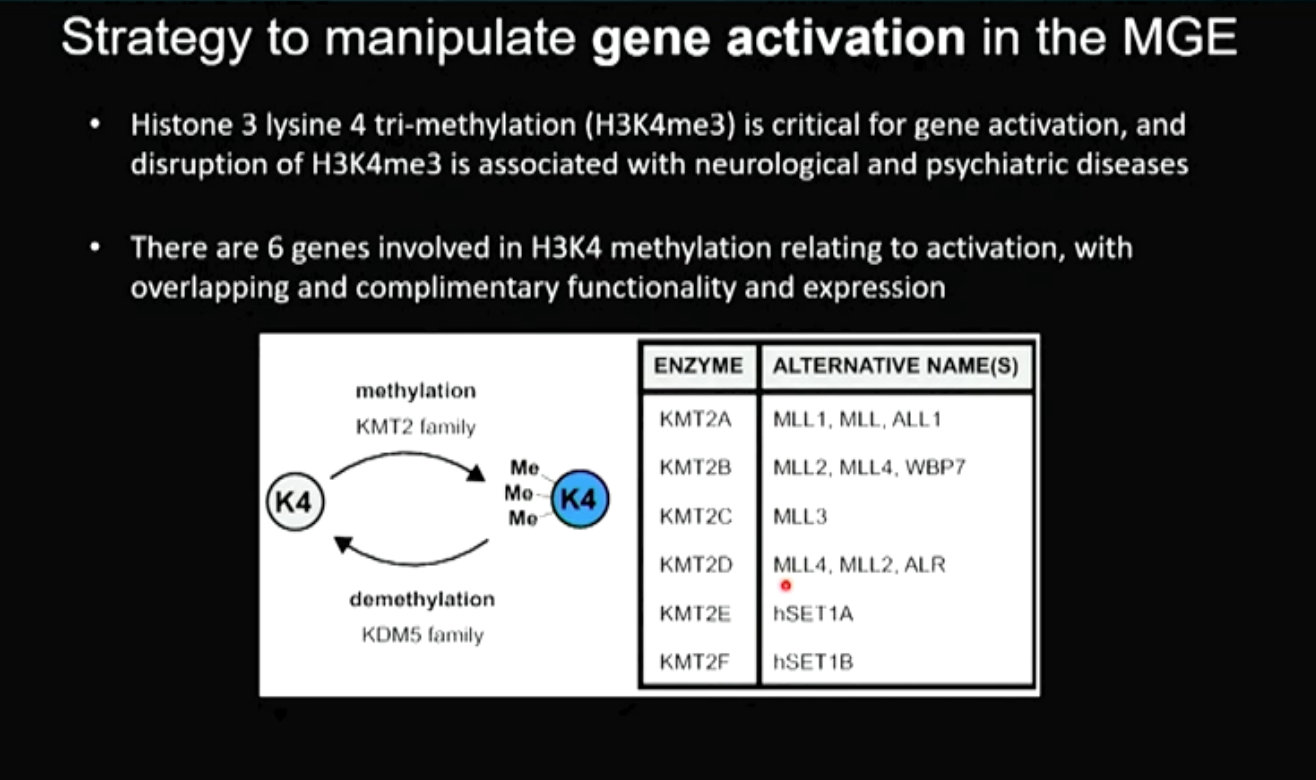 Strategy to manipulate gene activation in the MGE
• Histone 3 lysine 4 tri-methylation (H3K4me3) is critical for gene activation, and
disruption of H3K4me3 is associated with neurological and psychiatric diseases
• There are 6 genes involved in H3K4 methylation relating to activation, with
overlapping and complimentary functionality and expression
methylation
KMT2 family
K4
Me
Me
Me
K4
demethylation
KDM5 family
ENZYME ALTERNATIVE NAME(S)
KMT2A MLL1, MLL, ALL1
KMT2B MLL2, MLL4, WBP7
KMT2C MLL3
KMT2D MLL4, MLL2, ALR
KMT2E hSET1A
KMT2F hSET1B